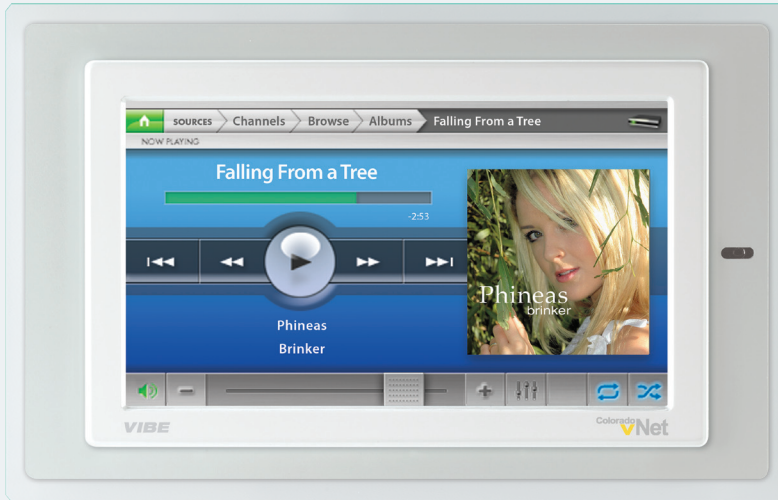 SOURCES Channels Browse Albums Falling From a Tree
NOW PLAYING
Falling From a Tree
-2:53
Phineas
Brinker
Phineas
brinker
VIBE
Colorado vNet